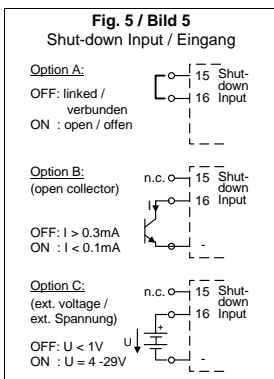 Fig. 5 / Bild 5
Shut-down Input / Eingang
Option A:
OFF: linked /
verbunden
ON : open / offen
15 Shut-
down
16 Input
Option B:
(open collector)
OFF: I > 0.3mA
ON : I < 0.1mA
n.c.
15 Shut-
down
16 Input
I
-
Option C:
(ext. voltage /
ext. Spannung)
OFF: U < 1V
ON : U = 4 -29V
n.c.
15 Shut-
down
16 Input
U
+
-